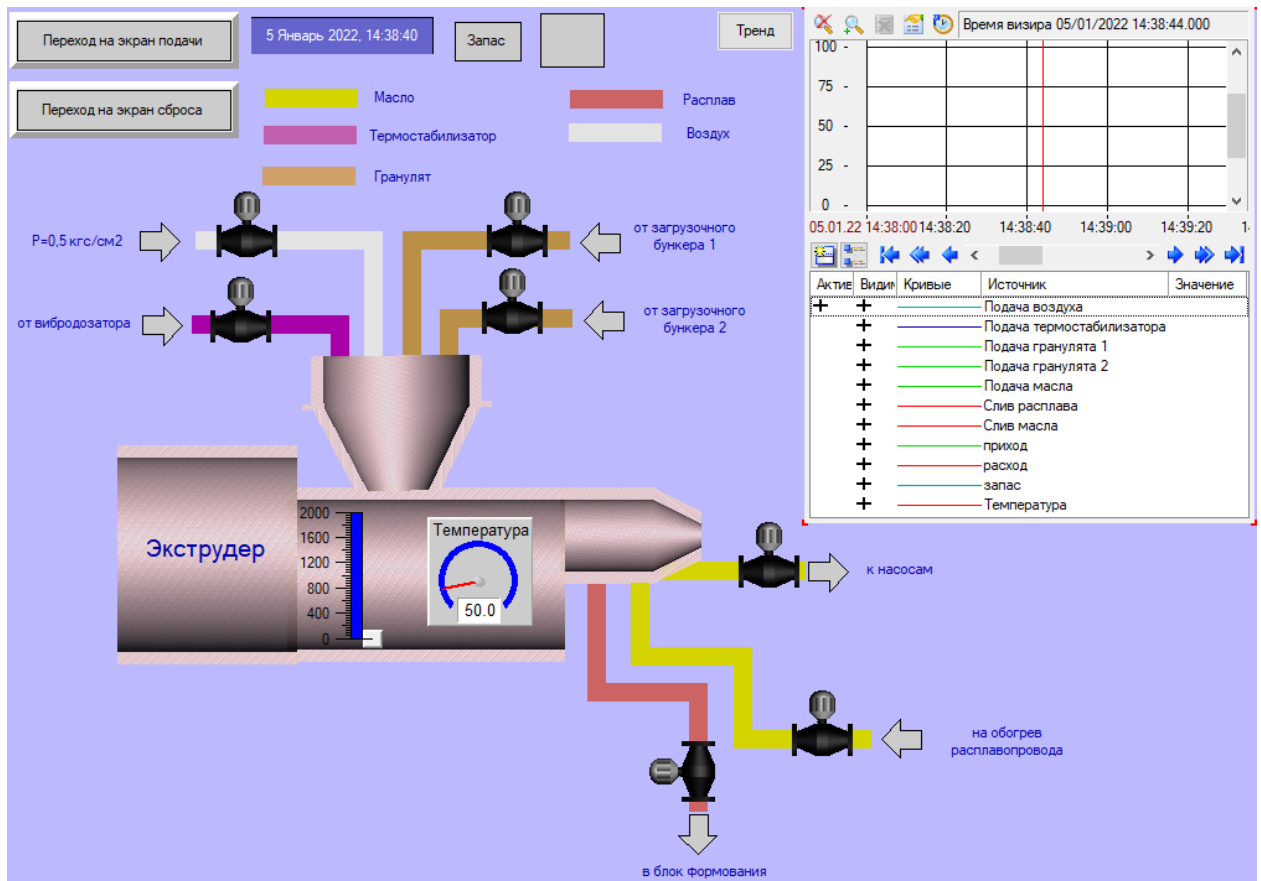 Переход на экран подачи
5 Январь 2022, 14:38:40
Запас
Тренд
Переход на экран сброса
Масло
Расплав
Термостабилизатор
Воздух
Гранулят
P=0,5 кгс/см2
от загрузочного
бункера 1
от вибродозатора
от загрузочного
бункера 2
Экструдер
2000
1600
1200
800
400
0
Температура
50.0
к насосам
на обогрев
расплавопровода
в блок формования
Время визира 05/01/2022 14:38:44.000
100
75
50
25
0
05.01.22 14:38:00 14:38:20 14:38:40 14:39:00 14:39:20
Актив Видим Кривые Источник Значение
Подача воздуха
Подача термостабилизатора
Подача гранулята 1
Подача гранулята 2
Подача масла
Слив расплава
Слив масла
приход
расход
запас
Температура